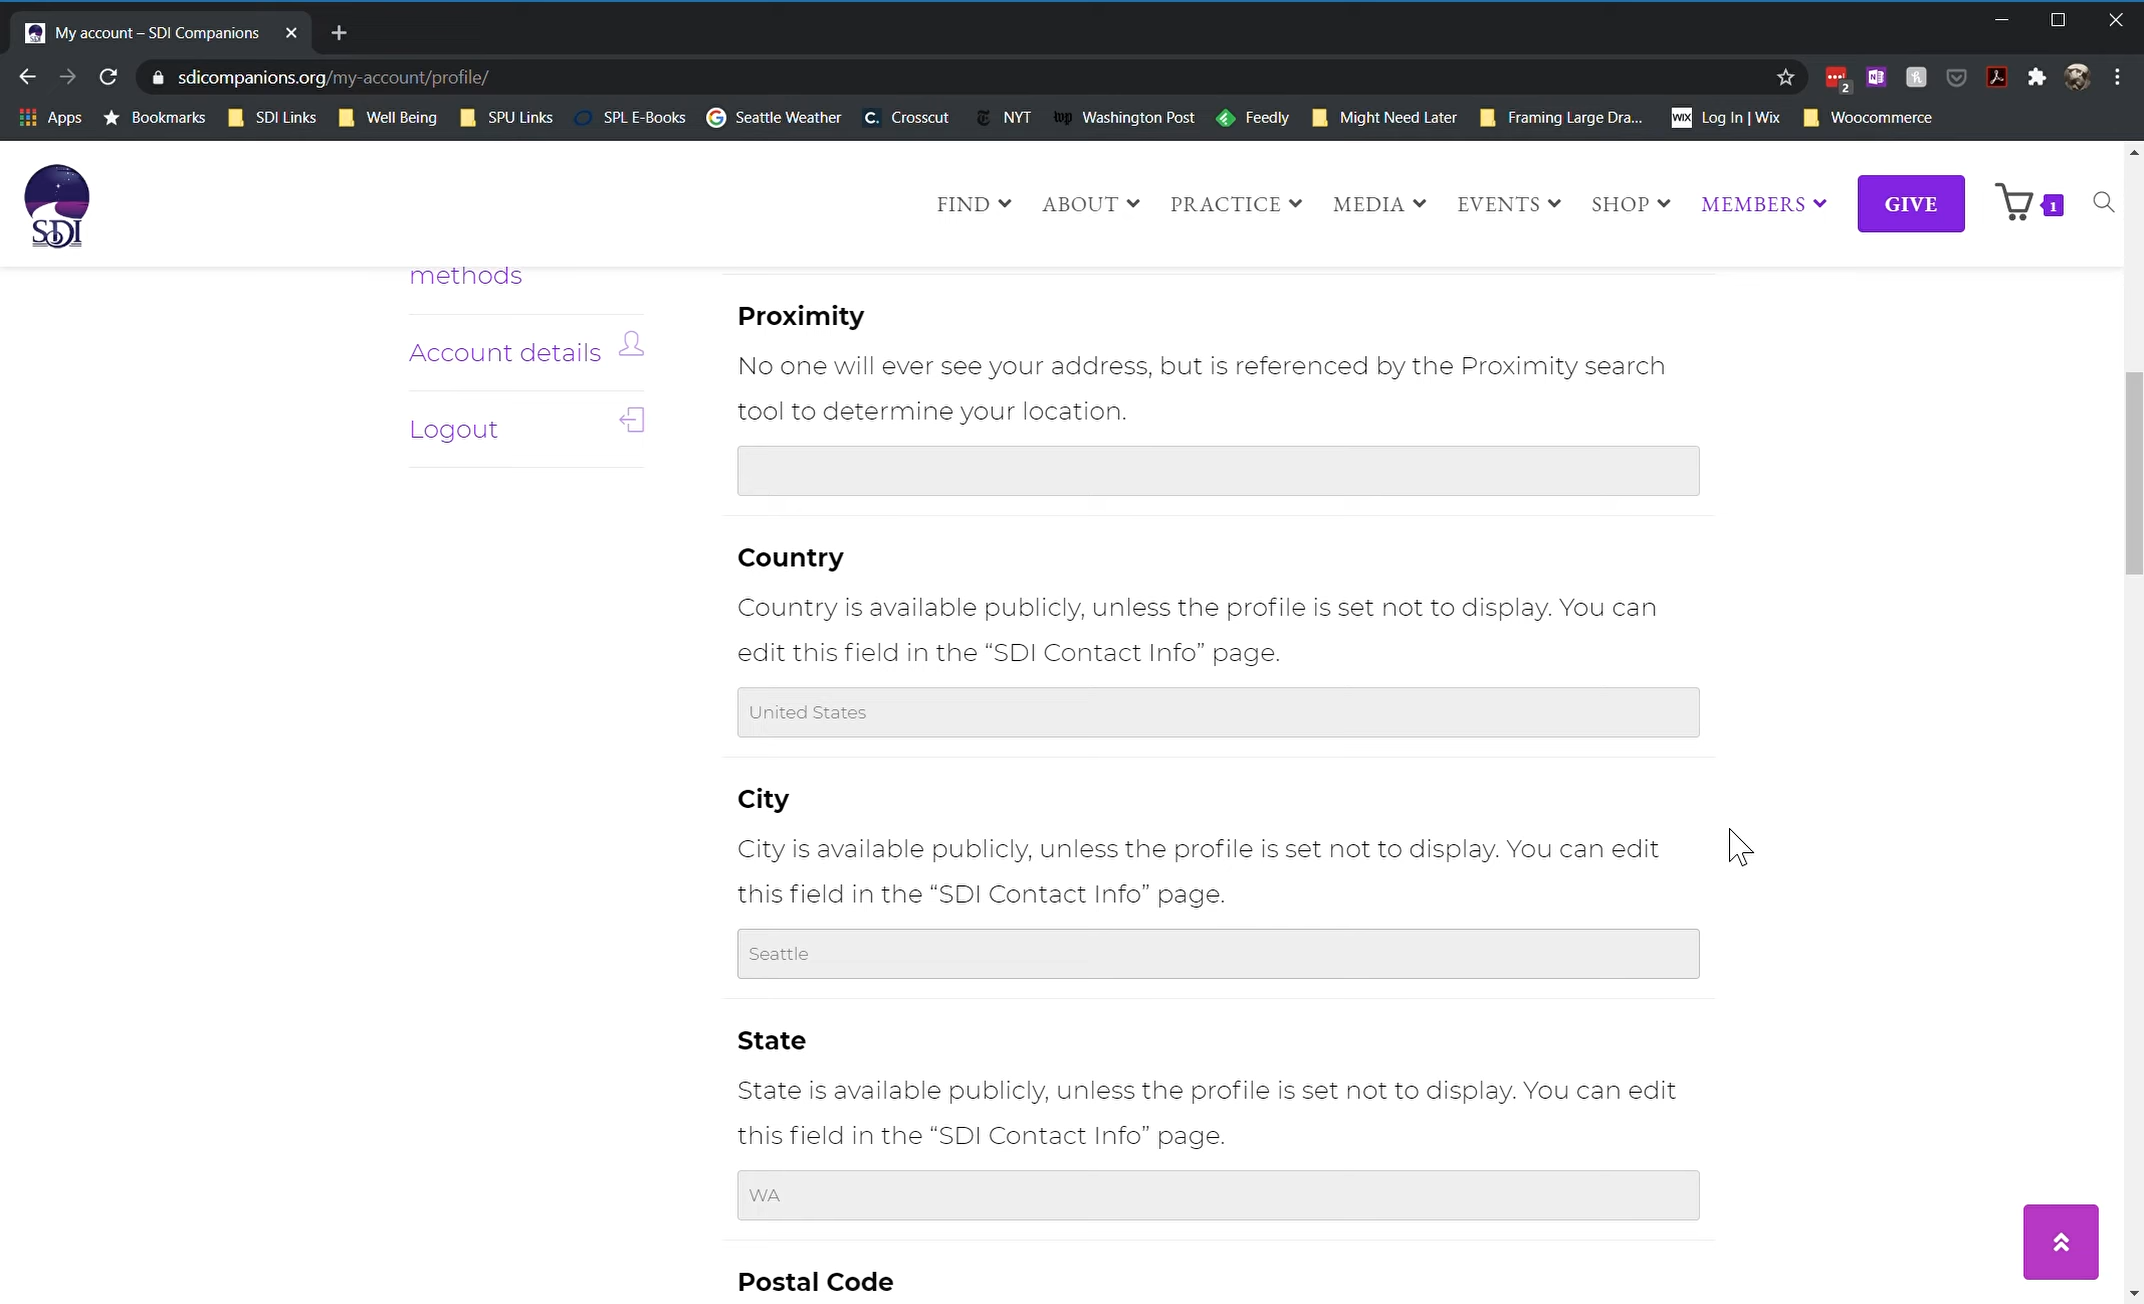 My account – SDI Companions
sdicompanions.org/my-account/profile/
2
Apps Bookmarks SDI Links Well Being SPU Links SPL E-Books Seattle Weather Crosscut NYT Washington Post Feedly Might Need Later Framing Large Dra... Log In | Wix Woocommerce
SDI
FIND ABOUT PRACTICE MEDIA EVENTS SHOP MEMBERS GIVE 1
methods
Account details
Logout
Proximity
No one will ever see your address, but is referenced by the Proximity search
tool to determine your location.
Country
Country is available publicly, unless the profile is set not to display. You can
edit this field in the “SDI Contact Info” page.
United States
City
City is available publicly, unless the profile is set not to display. You can edit
this field in the “SDI Contact Info” page.
Seattle
State
State is available publicly, unless the profile is set not to display. You can edit
this field in the “SDI Contact Info” page.
WA
Postal Code